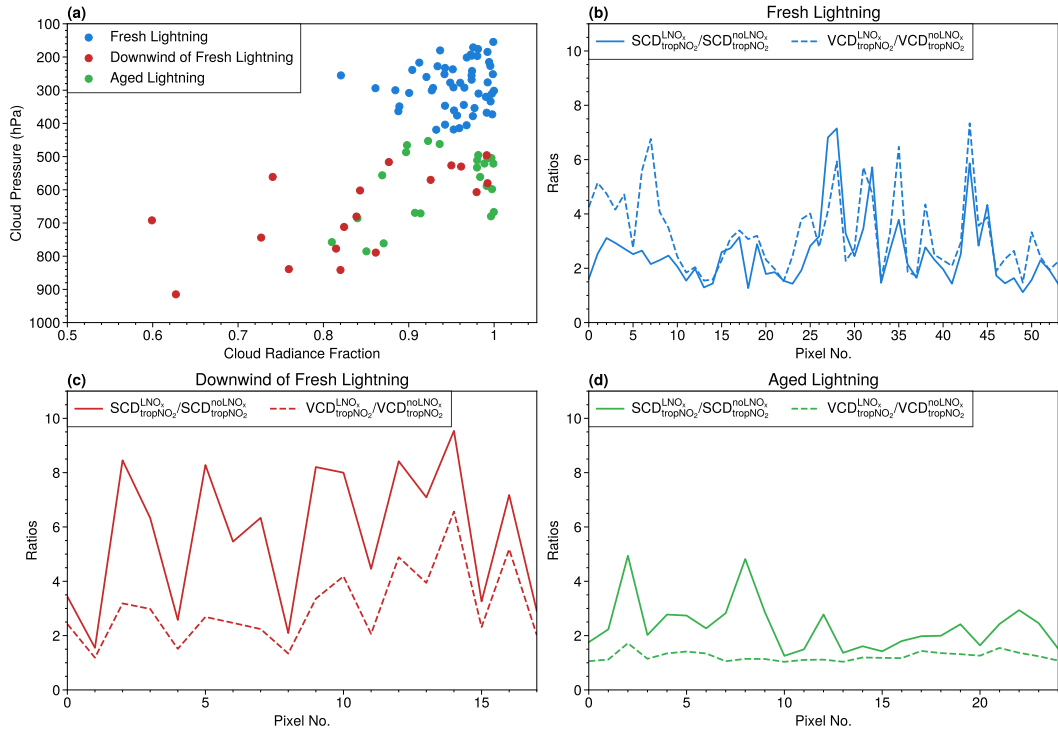 (a)
100
200
300
400
500
600
700
800
900
1000
Cloud Pressure (hPa)
0.5 0.6 0.7 0.8 0.9 1
Cloud Radiance Fraction
Fresh Lightning
Downwind of Fresh Lightning
Aged Lightning
(b) Fresh Lightning
SCD^LNOₓ_tropNO₂/SCD^noLNOₓ_tropNO₂ VCD^LNOₓ_tropNO₂/VCD^noLNOₓ_tropNO₂
10
8
6
4
2
0
Ratios
0 5 10 15 20 25 30 35 40 45 50
Pixel No.
(c) Downwind of Fresh Lightning
SCD^LNOₓ_tropNO₂/SCD^noLNOₓ_tropNO₂ VCD^LNOₓ_tropNO₂/VCD^noLNOₓ_tropNO₂
10
8
6
4
2
0
Ratios
0 5 10 15
Pixel No.
(d) Aged Lightning
SCD^LNOₓ_tropNO₂/SCD^noLNOₓ_tropNO₂ VCD^LNOₓ_tropNO₂/VCD^noLNOₓ_tropNO₂
10
8
6
4
2
0
Ratios
0 5 10 15 20
Pixel No.